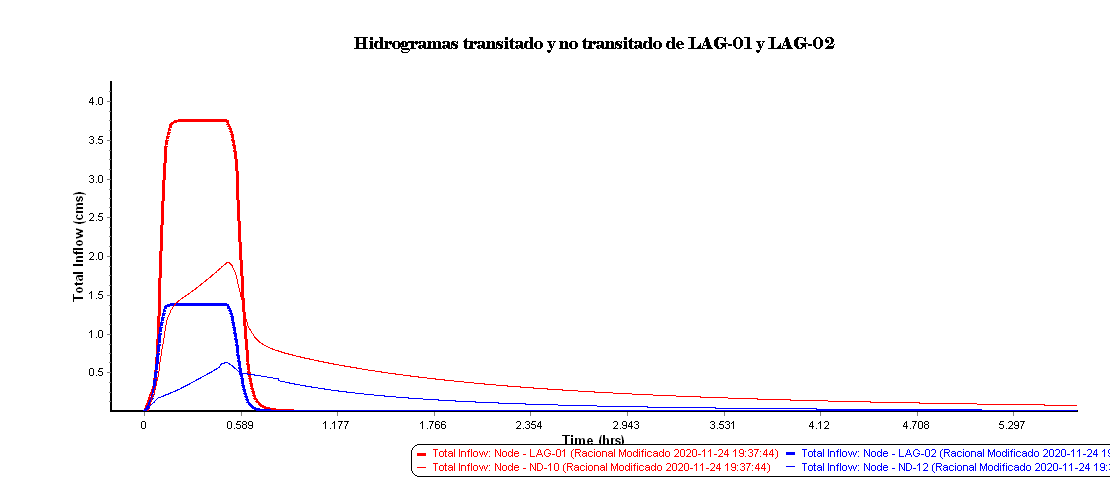 Hidrogramas transitado y no transitado de LAG-01 y LAG-02
Total Inflow (cms)
4.0
3.5
3.0
2.5
2.0
1.5
1.0
0.5
0 0.589 1.177 1.766 2.354 2.943 3.531 4.12 4.708 5.297
Time (hrs)
Total Inflow: Node - LAG-01 (Racional Modificado 2020-11-24 19:37:44) Total Inflow: Node - LAG-02 (Racional Modificado 2020-11-24
Total Inflow: Node - ND-10 (Racional Modificado 2020-11-24 19:37:44) Total Inflow: Node - ND-12 (Racional Modificado 2020-11-24